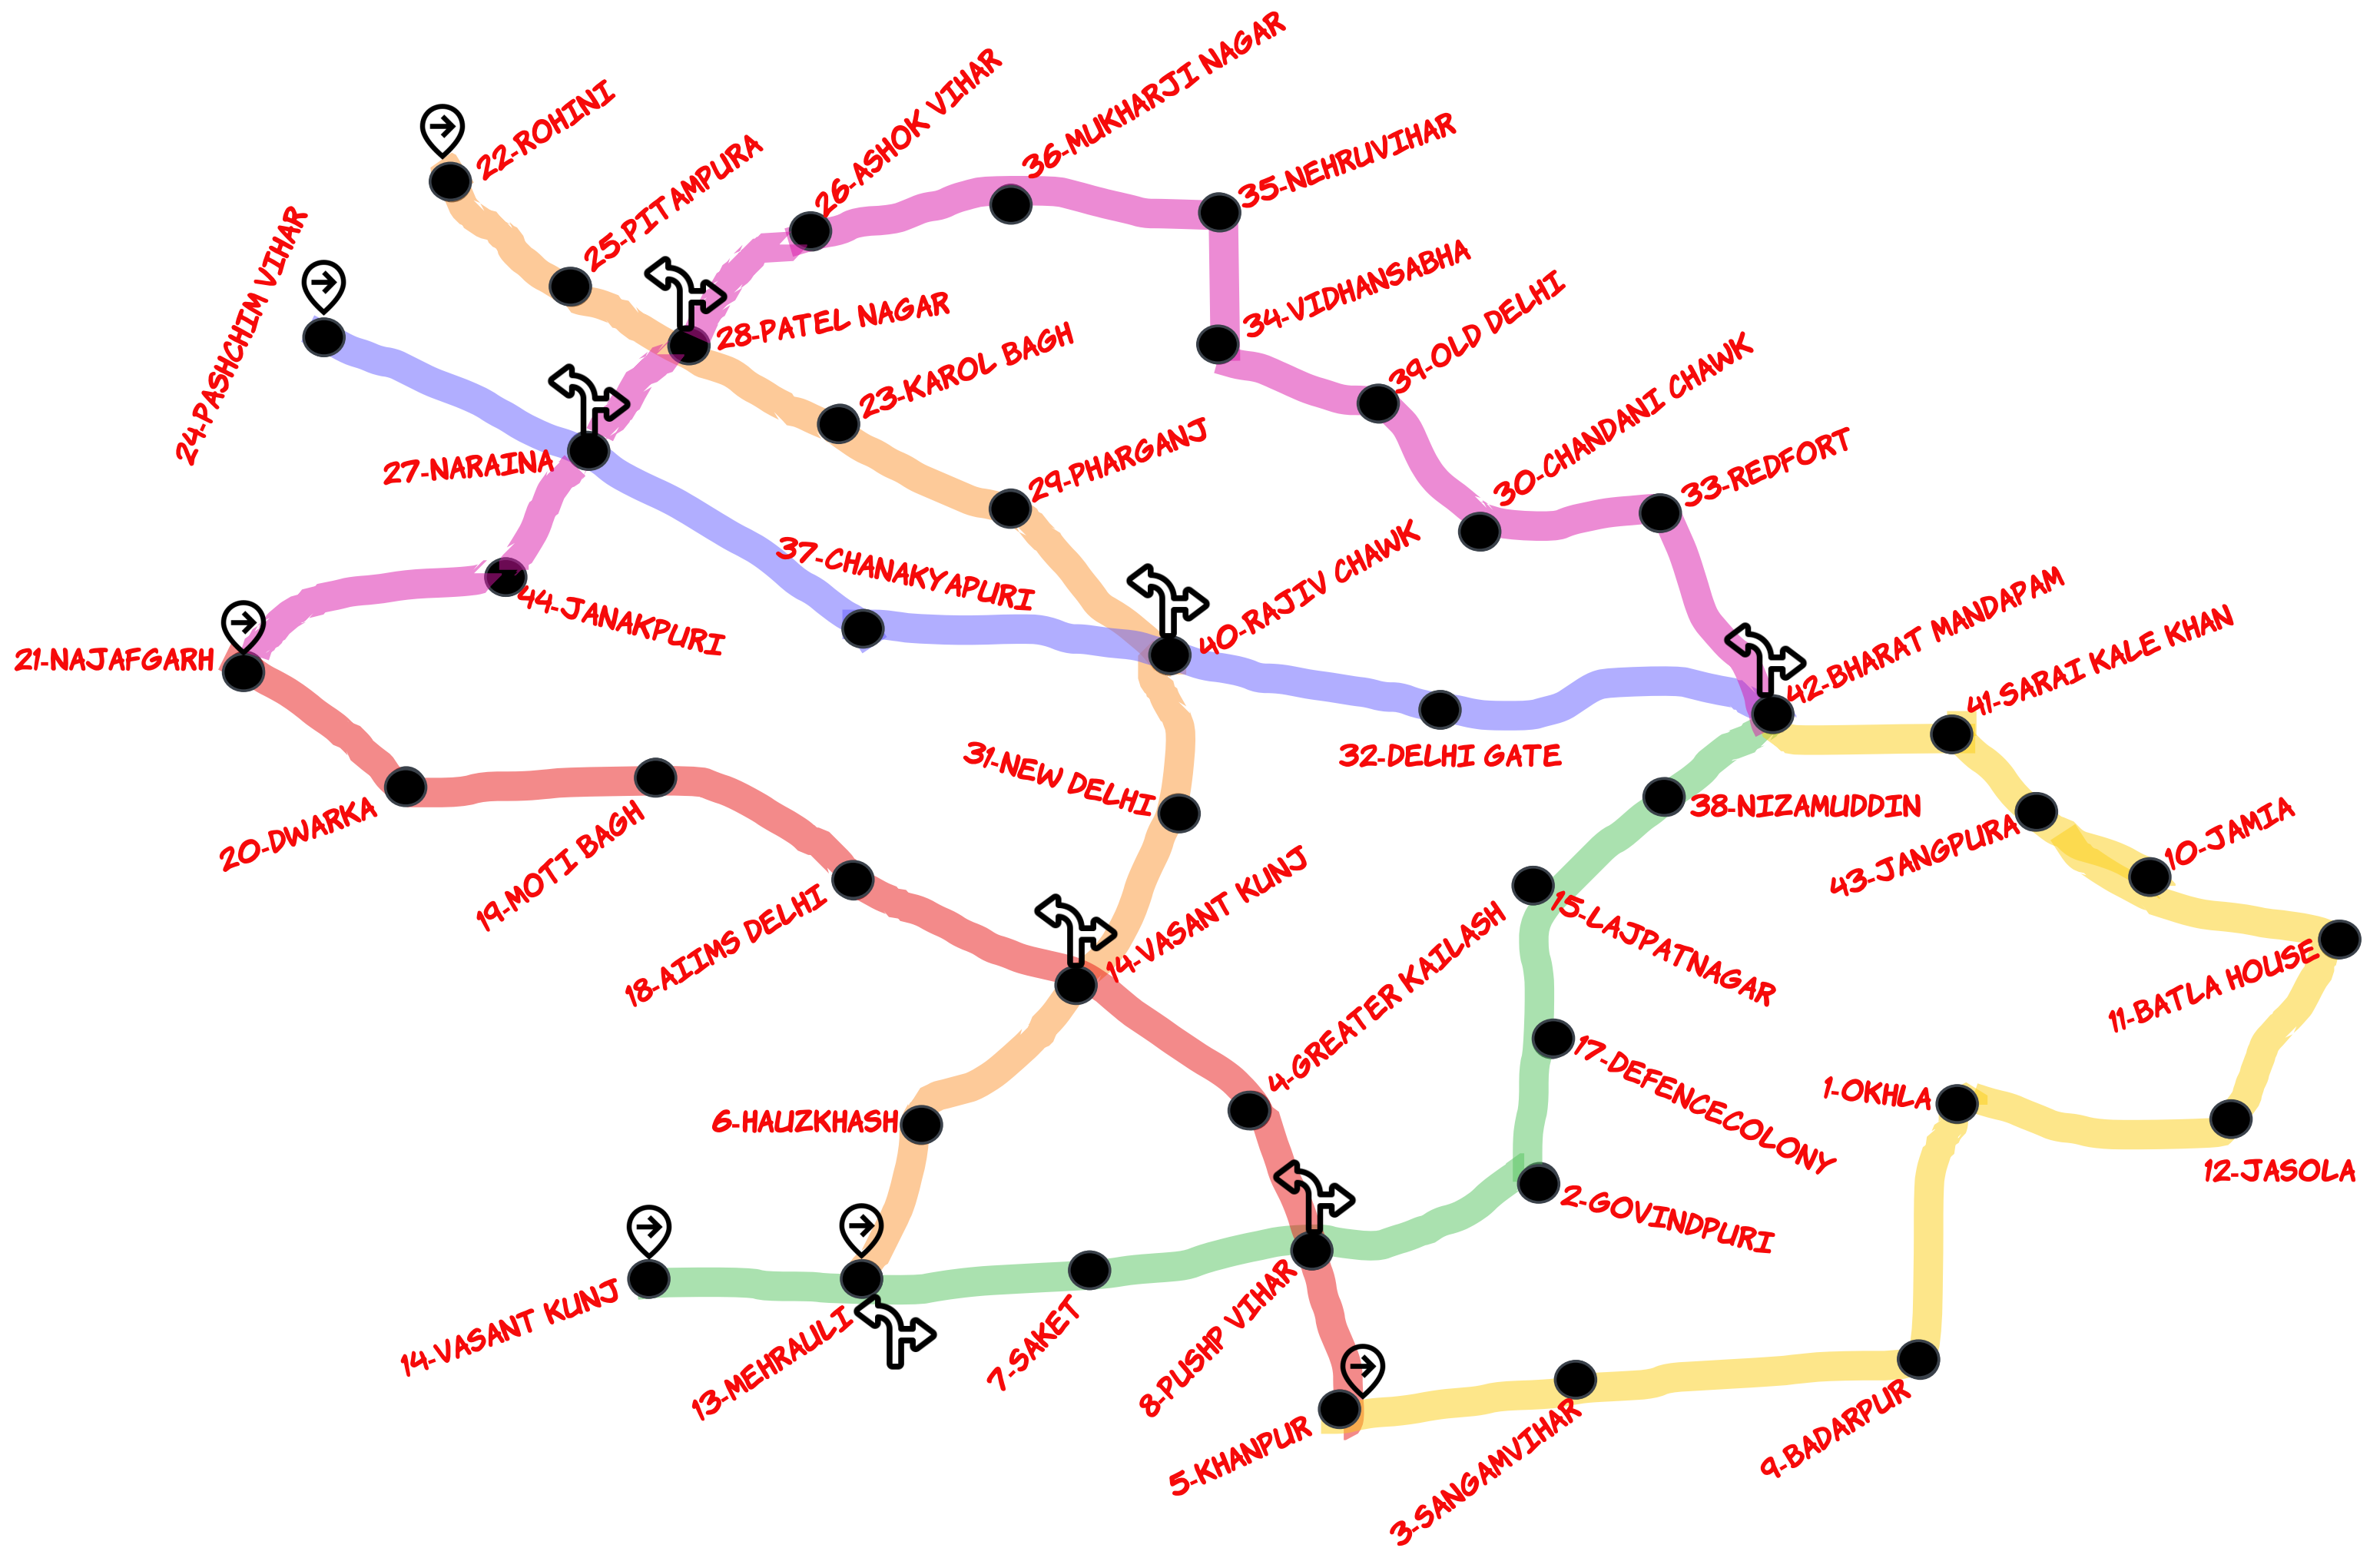 36-MUKHARJI NAGAR
26-ASHOK VIHAR
22-ROHINI
35-NEHRUVIHAR
25-PITAMPURA
24-PASHCHIM VIHAR
34-VIDHANSABHA
39-OLD DELHI
28-PATEL NAGAR
23-KAROL BAGH
30-CHANDANI CHAWK
27-NARAINA
29-PHARGANJ
33-REDFORT
37-CHANAKYAPURI
40-RAJIV CHAWK
44-JANAKPURI
42-BHARAT MANDAPAM
41-SARAI KALE KHAN
21-NAJAFGARH
31-NEW DELHI
32-DELHI GATE
38-NIZAMUDDIN
20-DWARKA
43-JANGPURA
10-JAMIA
19-MOTI BAGH
18-AIIMS DELHI
14-VASANT KUNJ
15-LAJPATNAGAR
11-BATLA HOUSE
4-GREATER KAILASH
17-DEFENCECOLONY
1-OKHLA
6-HAUZKHASH
12-JASOLA
2-GOVINDPURI
14-VASANT KUNJ
13-MEHRAULI
7-SAKET
8-PUSHP VIHAR
5-KHANPUR
3-SANGAMVIHAR
9-BADARPUR